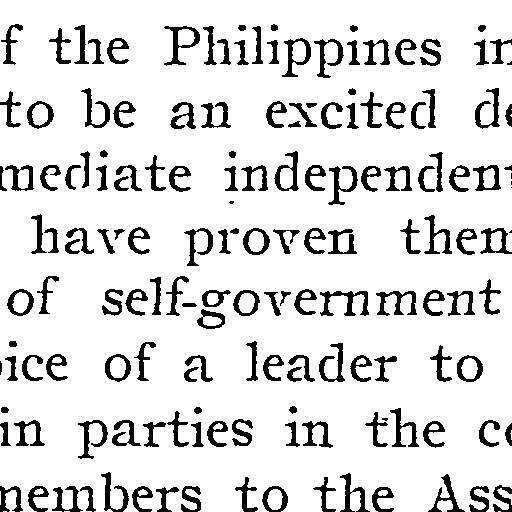 f the Philippines in
to be an excited de
mediate independent
have proven them
of self-government
oice of a leader to
in parties in the co
members to the Ass